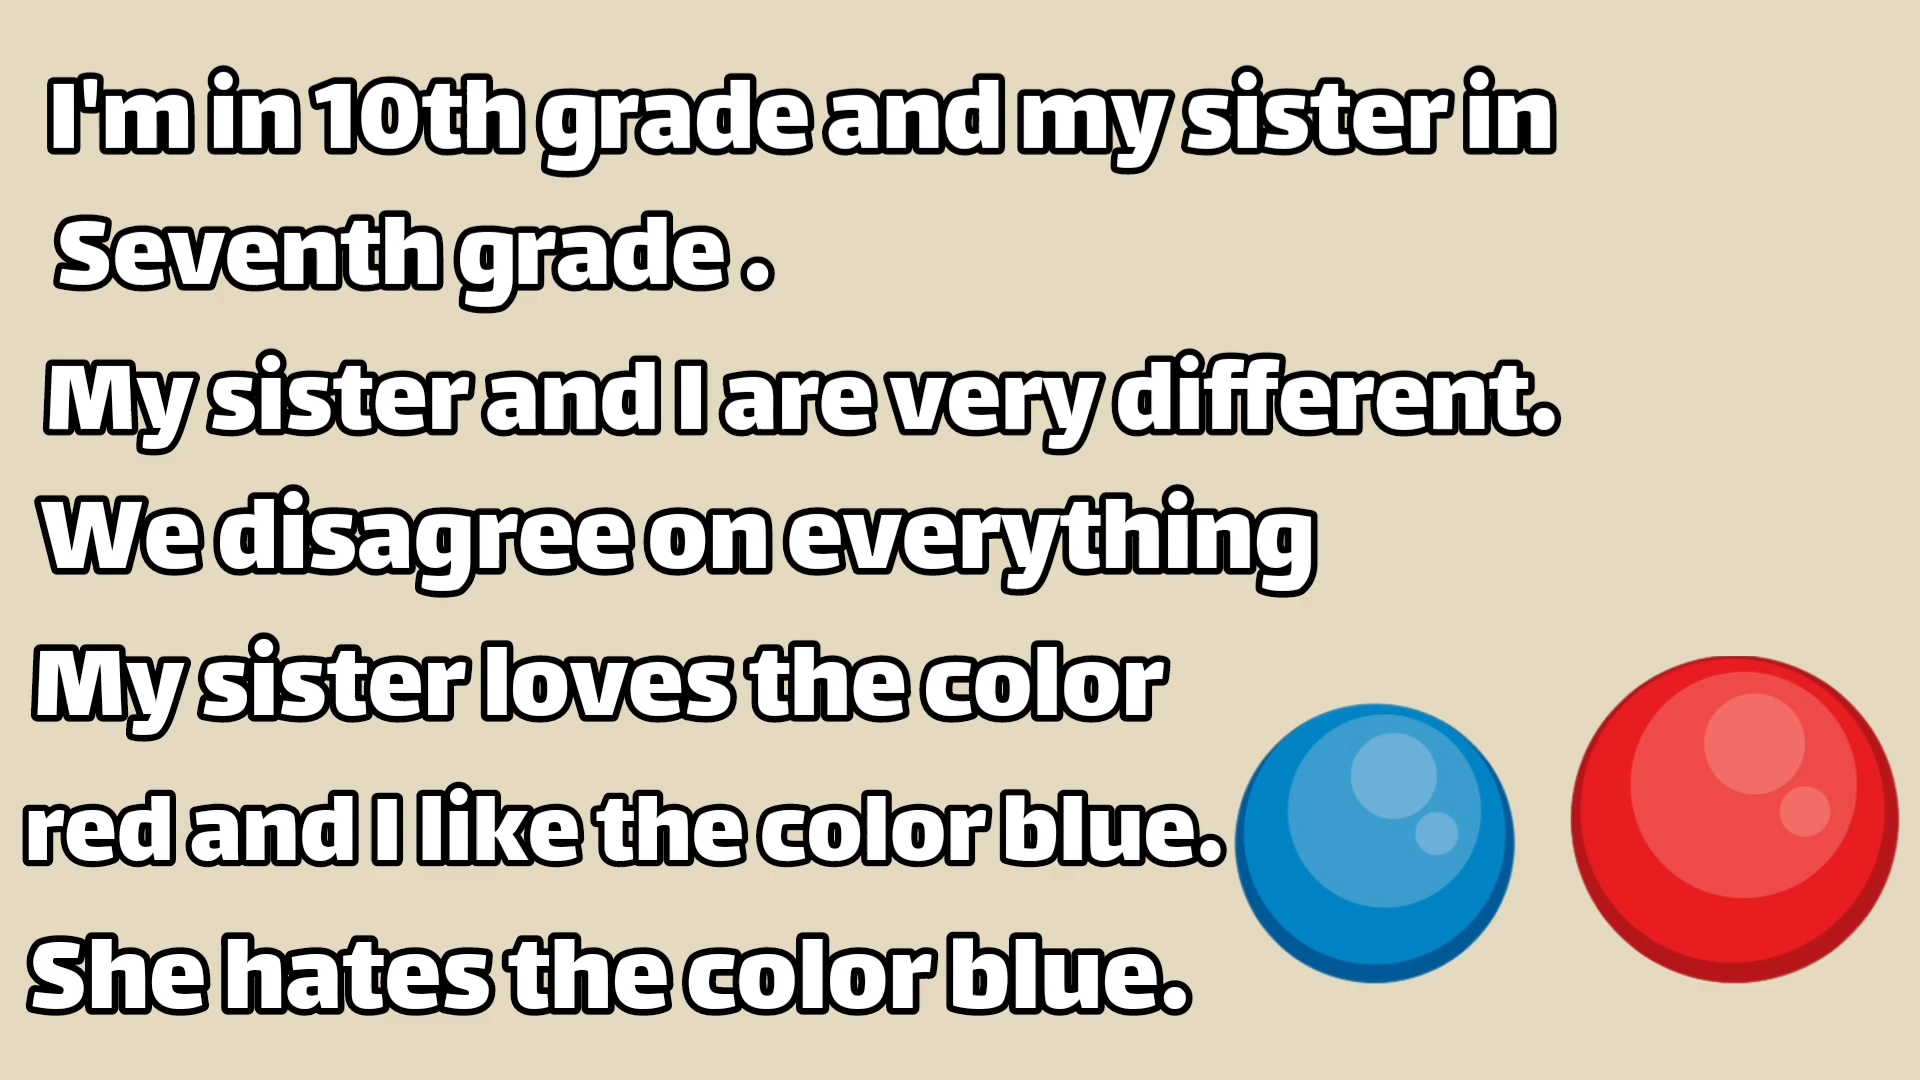 I'm in 10th grade and my sister in
Seventh grade .
My sister and I are very different.
We disagree on everything
My sister loves the color
red and I like the color blue.
She hates the color blue.